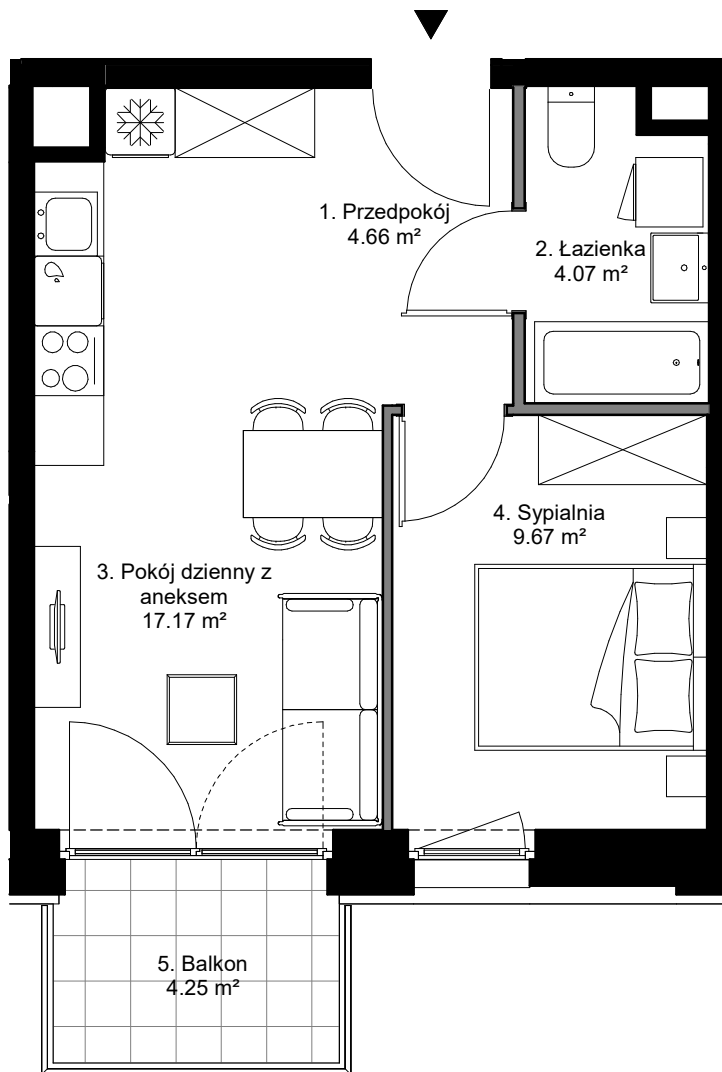 1. Przedpokój
4.66 m²
2. Łazienka
4.07 m²
4. Sypialnia
9.67 m²
3. Pokój dzienny z
aneksem
17.17 m²
5. Balkon
4.25 m²